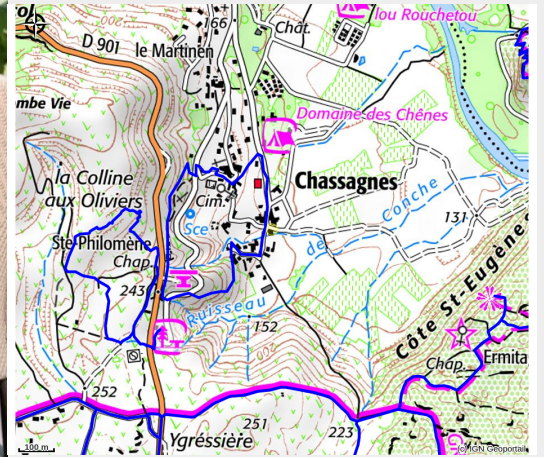 166
Chât.
lou Rouchetou
D 901
le Martinen
mbe Vie
Domaine des Chênes
la Colline
aux Oliviers
Chassagnes
Cim.
Conche
de
Ruisseau
131
Sce
Ste-Philomène
Chap.
243
152
Côte St-Eugène
Chap.
Ermita
252
251
223
Ygréssière
100 m
© IGN Geoportail